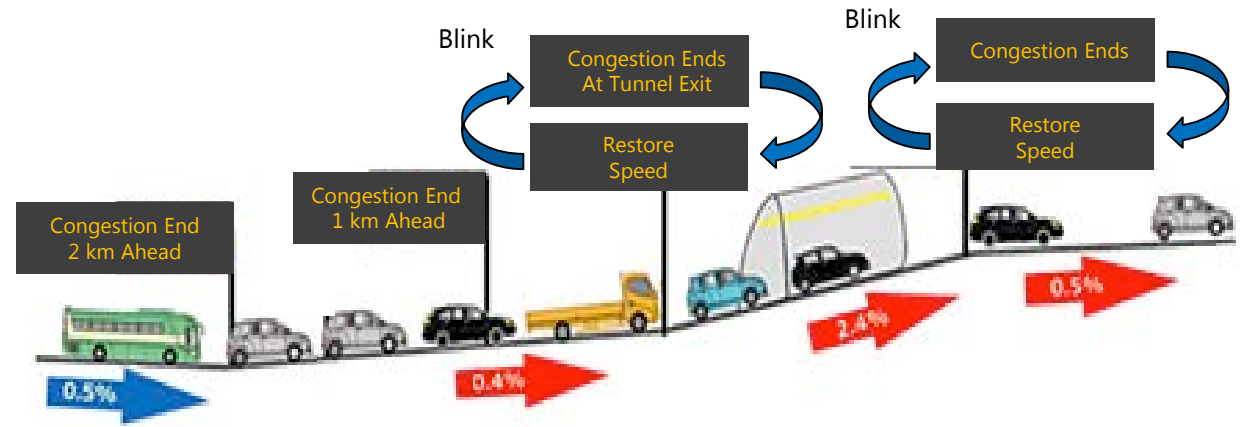 Blink
Congestion Ends
At Tunnel Exit
Restore
Speed
Blink
Congestion Ends
Restore
Speed
Congestion End
2 km Ahead
Congestion End
1 km Ahead
0.5%
0.4%
2.4%
0.5%